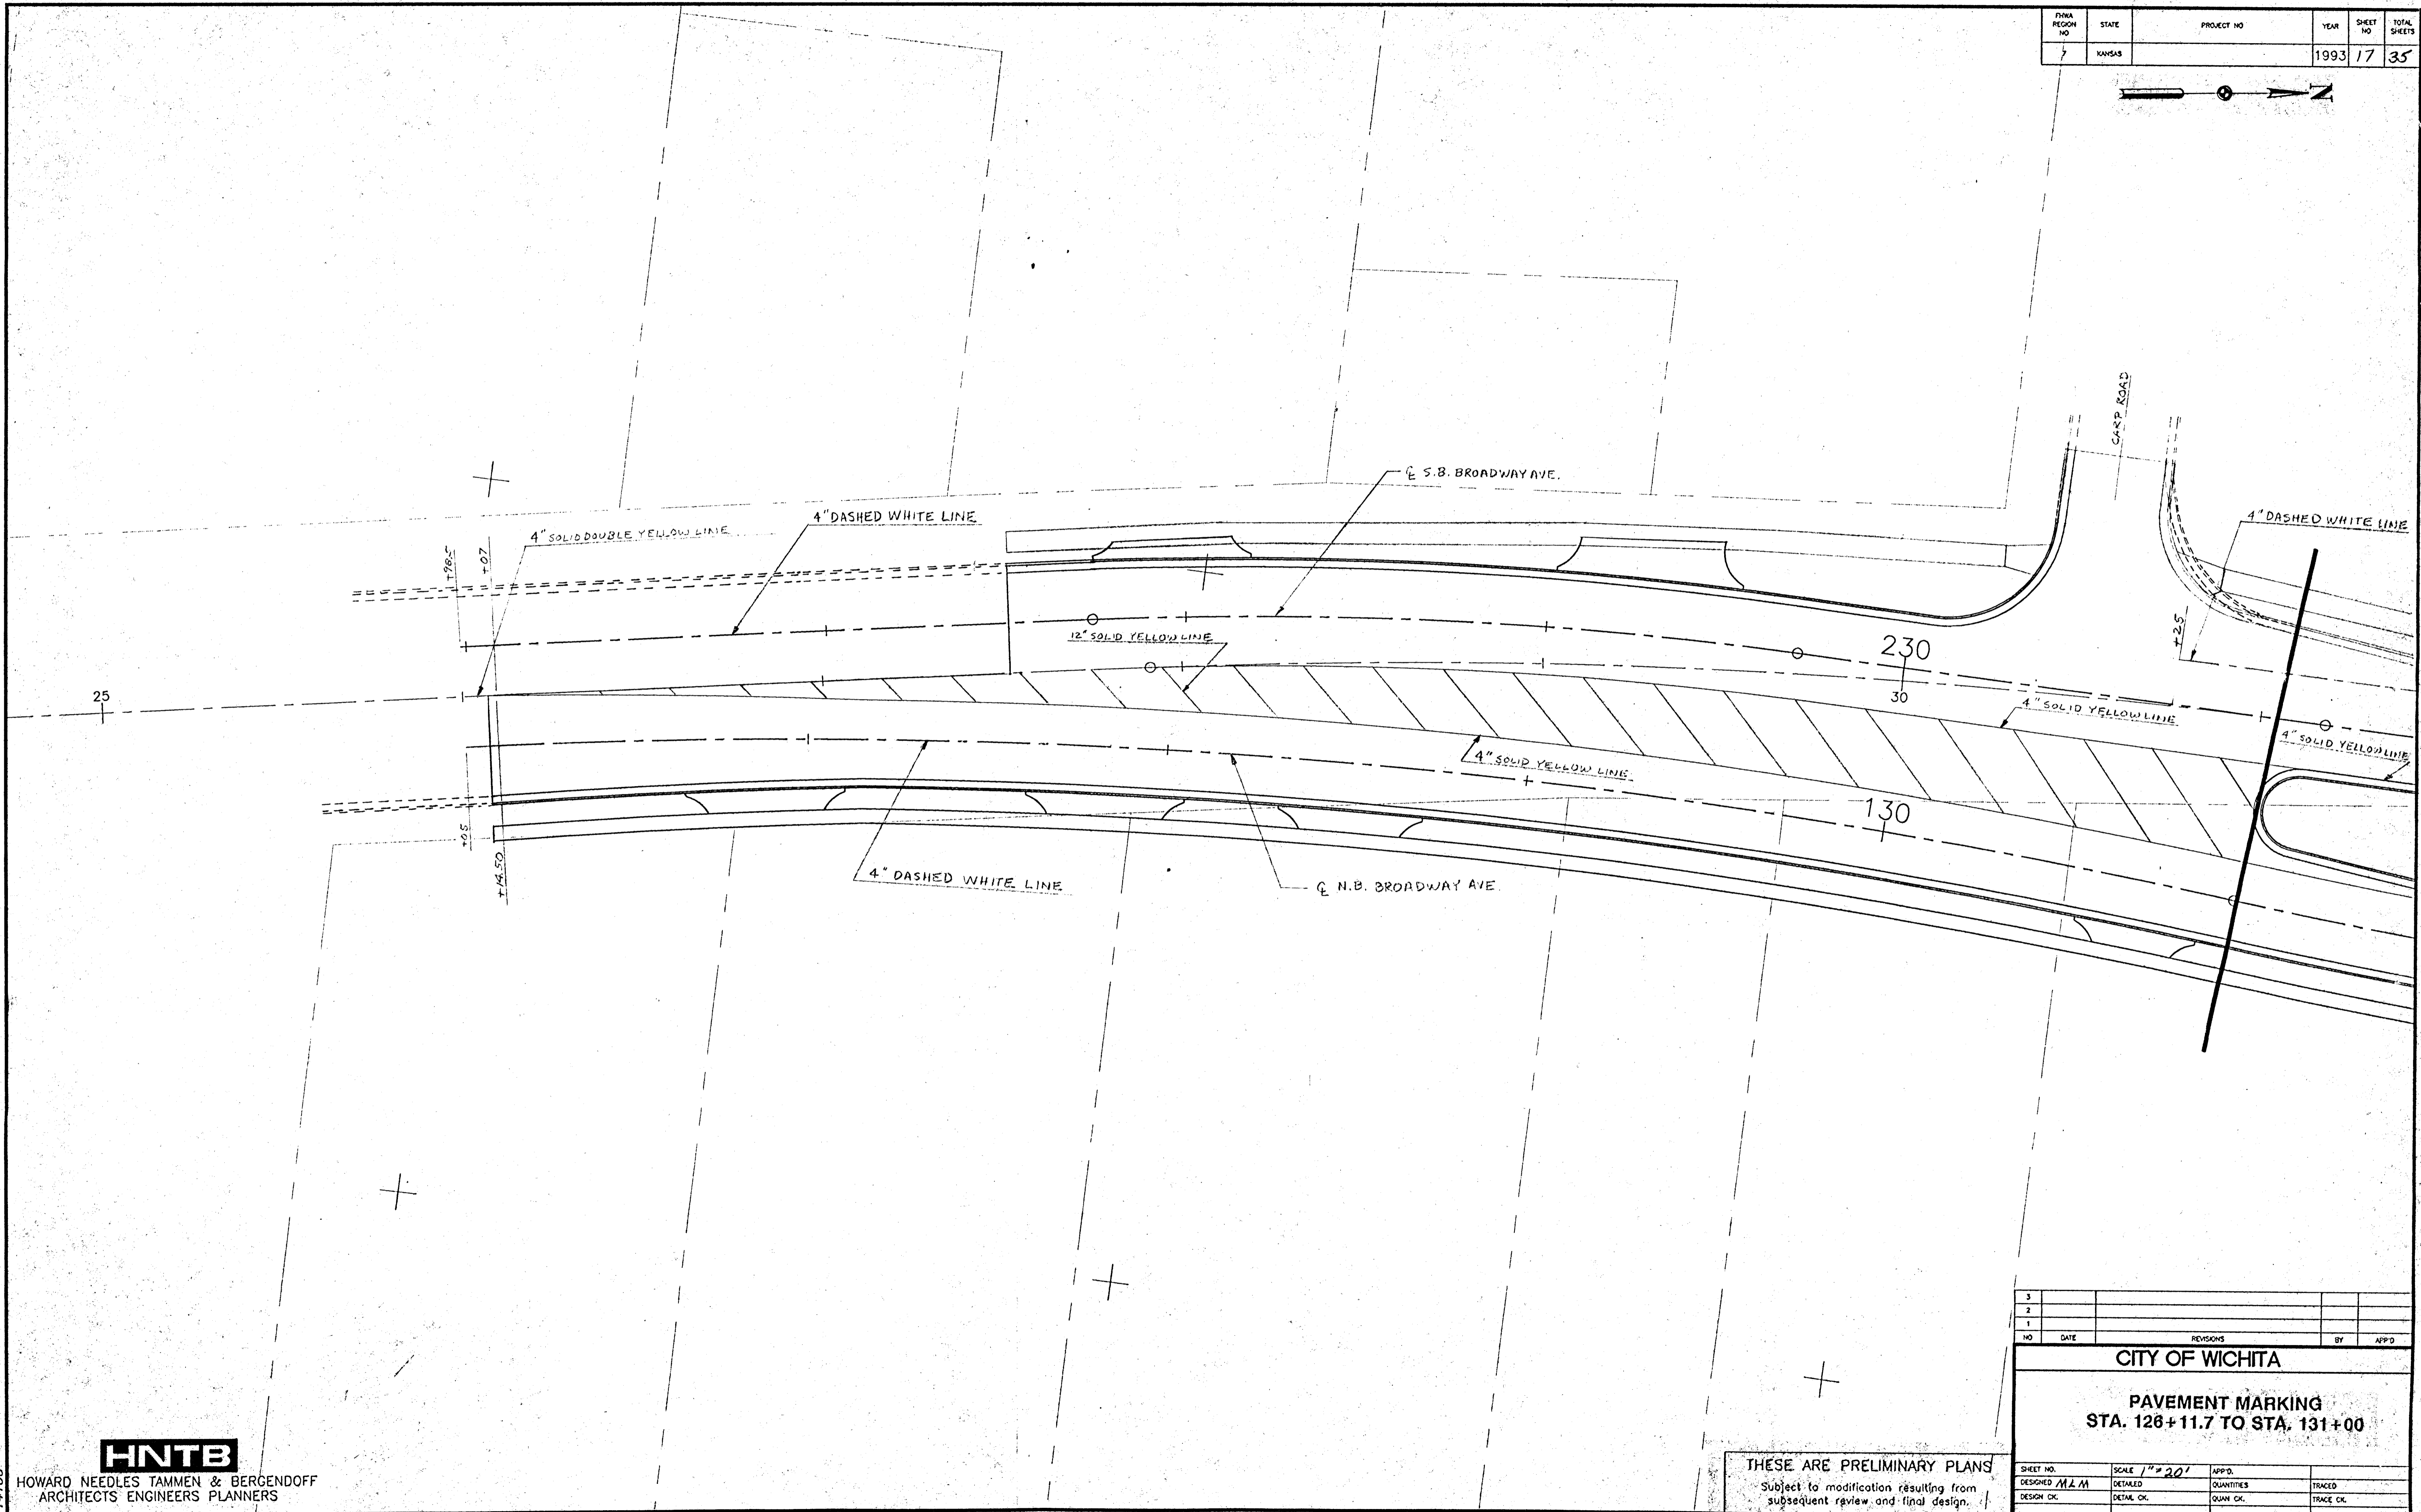 FHWA REGION NO
STATE
PROJECT NO
YEAR
SHEET NO
TOTAL SHEETS
7
KANSAS
1993
17
35
N
CARP ROAD
℄ S.B. BROADWAY AVE.
4" DASHED WHITE LINE
4" SOLID DOUBLE YELLOW LINE
4" DASHED WHITE LINE
+07
+25
12" SOLID YELLOW LINE
230
25
30
4" SOLID YELLOW LINE
4" SOLID YELLOW LINE
4" SOLID YELLOW LINE
130
+05
+14.50
4" DASHED WHITE LINE
℄ N.B. BROADWAY AVE.
3
2
1
NO DATE REVISIONS BY APP'D
CITY OF WICHITA
PAVEMENT MARKING
STA. 126+11.7 TO STA. 131+00
HNTB
HOWARD NEEDLES TAMMEN & BERGENDOFF
ARCHITECTS ENGINEERS PLANNERS
THESE ARE PRELIMINARY PLANS
Subject to modification resulting from
subsequent review and final design.
SHEET NO. SCALE 1"=20' APP'D.
DESIGNED MLM DETAILED QUANTITIES TRACED
DESIGN CK. DETAIL CK. QUAN CK. TRACE CK.